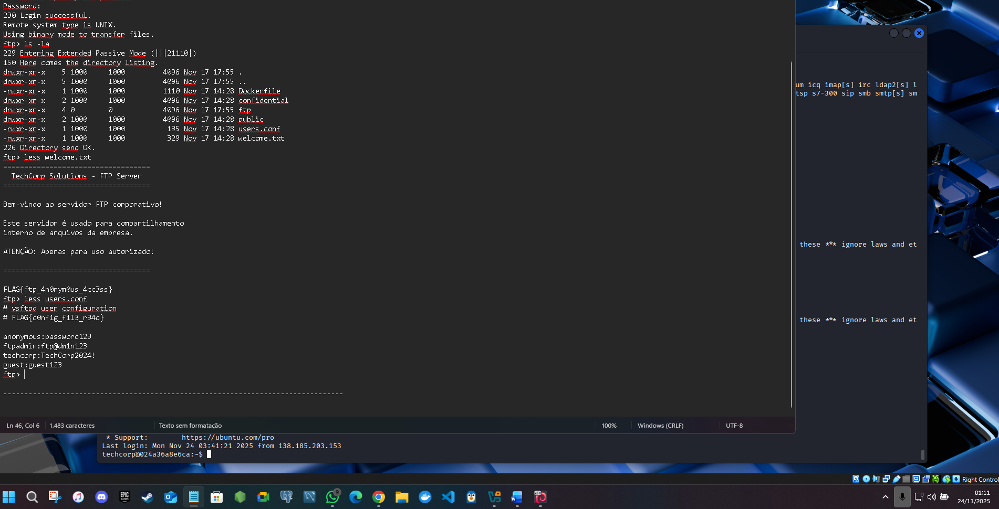 Password:
230 Login successful.
Remote system type is UNIX.
Using binary mode to transfer files.
ftp> ls -la
229 Entering Extended Passive Mode (|||21110|)
150 Here comes the directory listing.
drwxr-xr-x    5 1000     1000         4096 Nov 17 17:55 .
drwxr-xr-x    5 1000     1000         4096 Nov 17 17:55 ..
-rwxr-xr-x    1 1000     1000         1110 Nov 17 14:28 Dockerfile
drwxr-xr-x    2 1000     1000         4096 Nov 17 14:28 confidential
drwxr-xr-x    4 0        0            4096 Nov 17 17:55 ftp
drwxr-xr-x    2 1000     1000         4096 Nov 17 14:28 public
-rwxr-xr-x    1 1000     1000          135 Nov 17 14:28 users.conf
-rwxr-xr-x    1 1000     1000          329 Nov 17 14:28 welcome.txt
226 Directory send OK.
ftp> less welcome.txt
===================================
  TechCorp Solutions - FTP Server
===================================
Bem-vindo ao servidor FTP corporativo!
Este servidor é usado para compartilhamento
interno de arquivos da empresa.
ATENÇÃO: Apenas para uso autorizado!
===================================
FLAG{ftp_4n0nym0us_4cc3ss}
ftp> less users.conf
# vsftpd user configuration
# FLAG{c0nf1g_f1l3_r34d}
anonymous:password123
ftpadmin:ftp@dm1n123
techcorp:TechCorp2024!
guest:guest123
ftp>
---------------------------------------------------------------------------------
Ln 46, Col 6
1.483 caracteres
Texto sem formatação
100%
Windows (CRLF)
UTF-8
um icq imap[s] irc ldap2[s] l
tsp s7-300 sip smb smtp[s] sm
these *** ignore laws and et
these *** ignore laws and et
 * Support:        https://ubuntu.com/pro
Last login: Mon Nov 24 03:41:21 2025 from 138.185.203.153
techcorp@024a36a8e6ca:~$
Right Control
EPIC GAMES
9
01:11
24/11/2025